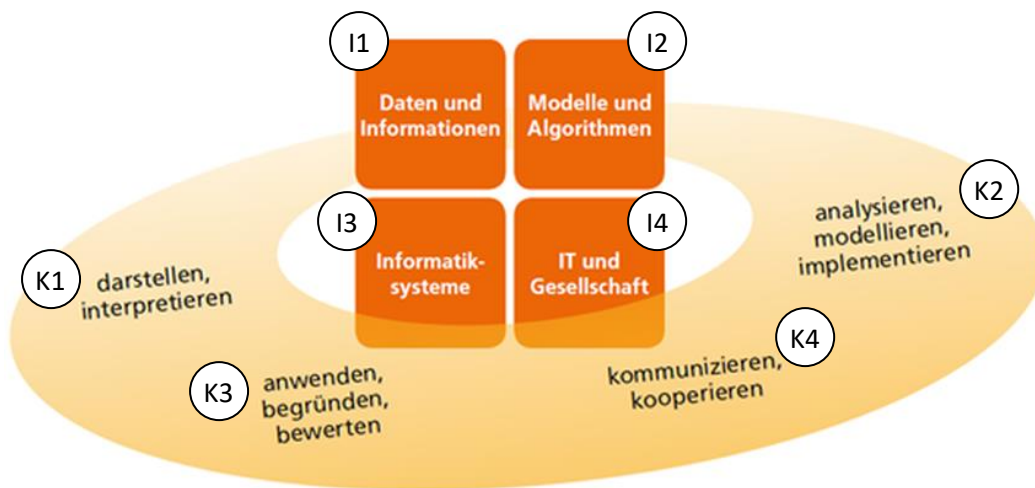 I1
I2
Daten und
Informationen
Modelle und
Algorithmen
I3
I4
Informatik-
systeme
IT und
Gesellschaft
K1
darstellen,
interpretieren
K2
analysieren,
modellieren,
implementieren
K3
anwenden,
begründen,
bewerten
K4
kommunizieren,
kooperieren